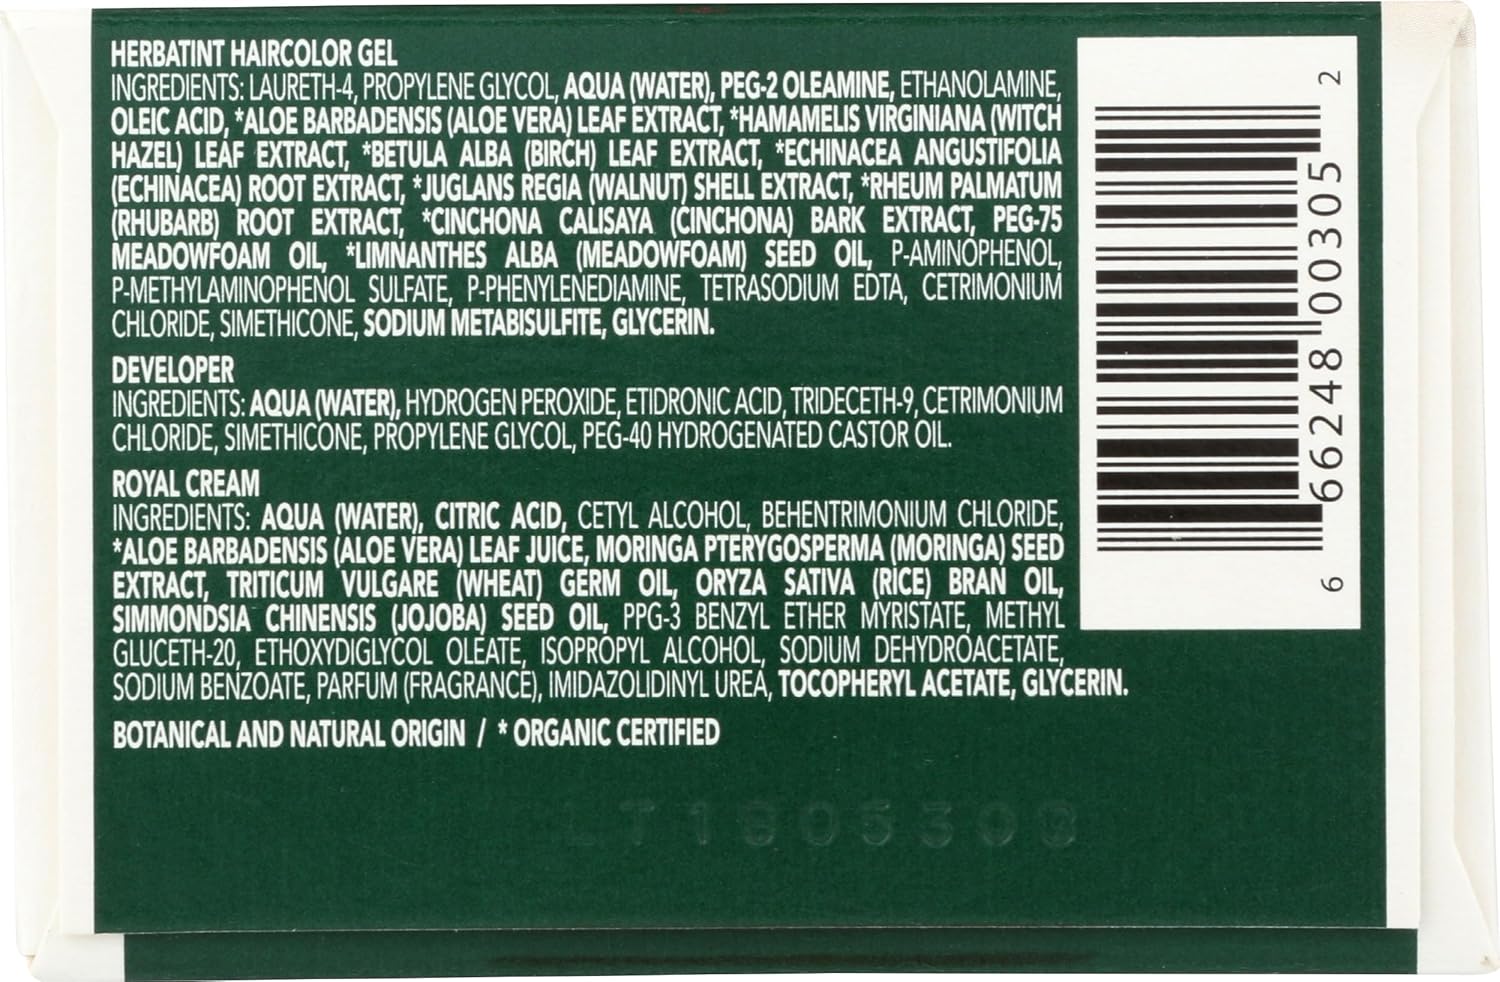 HERBATINT HAIRCOLOR GEL
INGREDIENTS: LAURETH-4, PROPYLENE GLYCOL, AQUA (WATER), PEG-2 OLEAMINE, ETHANOLAMINE,
OLEIC ACID, *ALOE BARBADENSIS (ALOE VERA) LEAF EXTRACT, *HAMAMELIS VIRGINIANA (WITCH
HAZEL) LEAF EXTRACT, *BETULA ALBA (BIRCH) LEAF EXTRACT, *ECHINACEA ANGUSTIFOLIA
(ECHINACEA) ROOT EXTRACT, *JUGLANS REGIA (WALNUT) SHELL EXTRACT, *RHEUM PALMATUM
(RHUBARB) ROOT EXTRACT, *CINCHONA CALISAYA (CINCHONA) BARK EXTRACT, PEG-75
MEADOWFOAM OIL, *LIMNANTHES ALBA (MEADOWFOAM) SEED OIL, P-AMINOPHENOL,
P-METHYLAMINOPHENOL SULFATE, P-PHENYLENEDIAMINE, TETRASODIUM EDTA, CETRIMONIUM
CHLORIDE, SIMETHICONE, SODIUM METABISULFITE, GLYCERIN.
DEVELOPER
INGREDIENTS: AQUA (WATER), HYDROGEN PEROXIDE, ETIDRONIC ACID, TRIDECETH-9, CETRIMONIUM
CHLORIDE, SIMETHICONE, PROPYLENE GLYCOL, PEG-40 HYDROGENATED CASTOR OIL.
ROYAL CREAM
INGREDIENTS: AQUA (WATER), CITRIC ACID, CETYL ALCOHOL, BEHENTRIMONIUM CHLORIDE,
*ALOE BARBADENSIS (ALOE VERA) LEAF JUICE, MORINGA PTERYGOSPERMA (MORINGA) SEED
EXTRACT, TRITICUM VULGARE (WHEAT) GERM OIL, ORYZA SATIVA (RICE) BRAN OIL,
SIMMONDSIA CHINENSIS (JOJOBA) SEED OIL, PPG-3 BENZYL ETHER MYRISTATE, METHYL
GLUCETH-20, ETHOXYDIGLYCOL OLEATE, ISOPROPYL ALCOHOL, SODIUM DEHYDROACETATE,
SODIUM BENZOATE, PARFUM (FRAGRANCE), IMIDAZOLIDINYL UREA, TOCOPHERYL ACETATE, GLYCERIN.
BOTANICAL AND NATURAL ORIGIN / * ORGANIC CERTIFIED
6 66248 00305 2